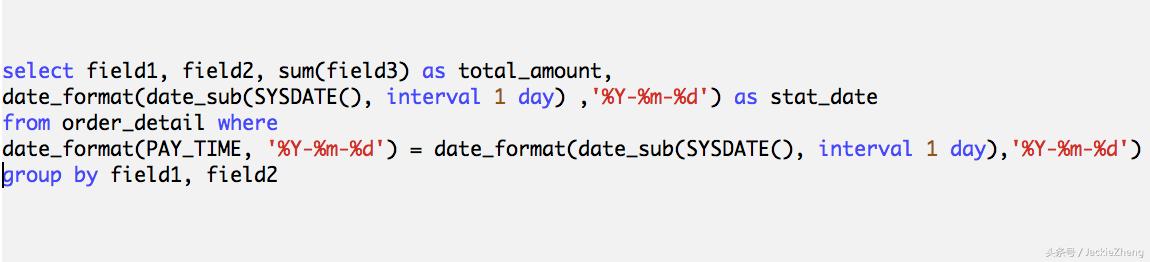 select field1, field2, sum(field3) as total_amount,
date_format(date_sub(SYSDATE(), interval 1 day) ,'%Y-%m-%d') as stat_date
from order_detail where
date_format(PAY_TIME, '%Y-%m-%d') = date_format(date_sub(SYSDATE(), interval 1 day),'%Y-%m-%d')
group by field1, field2
头条号 / JackieZheng